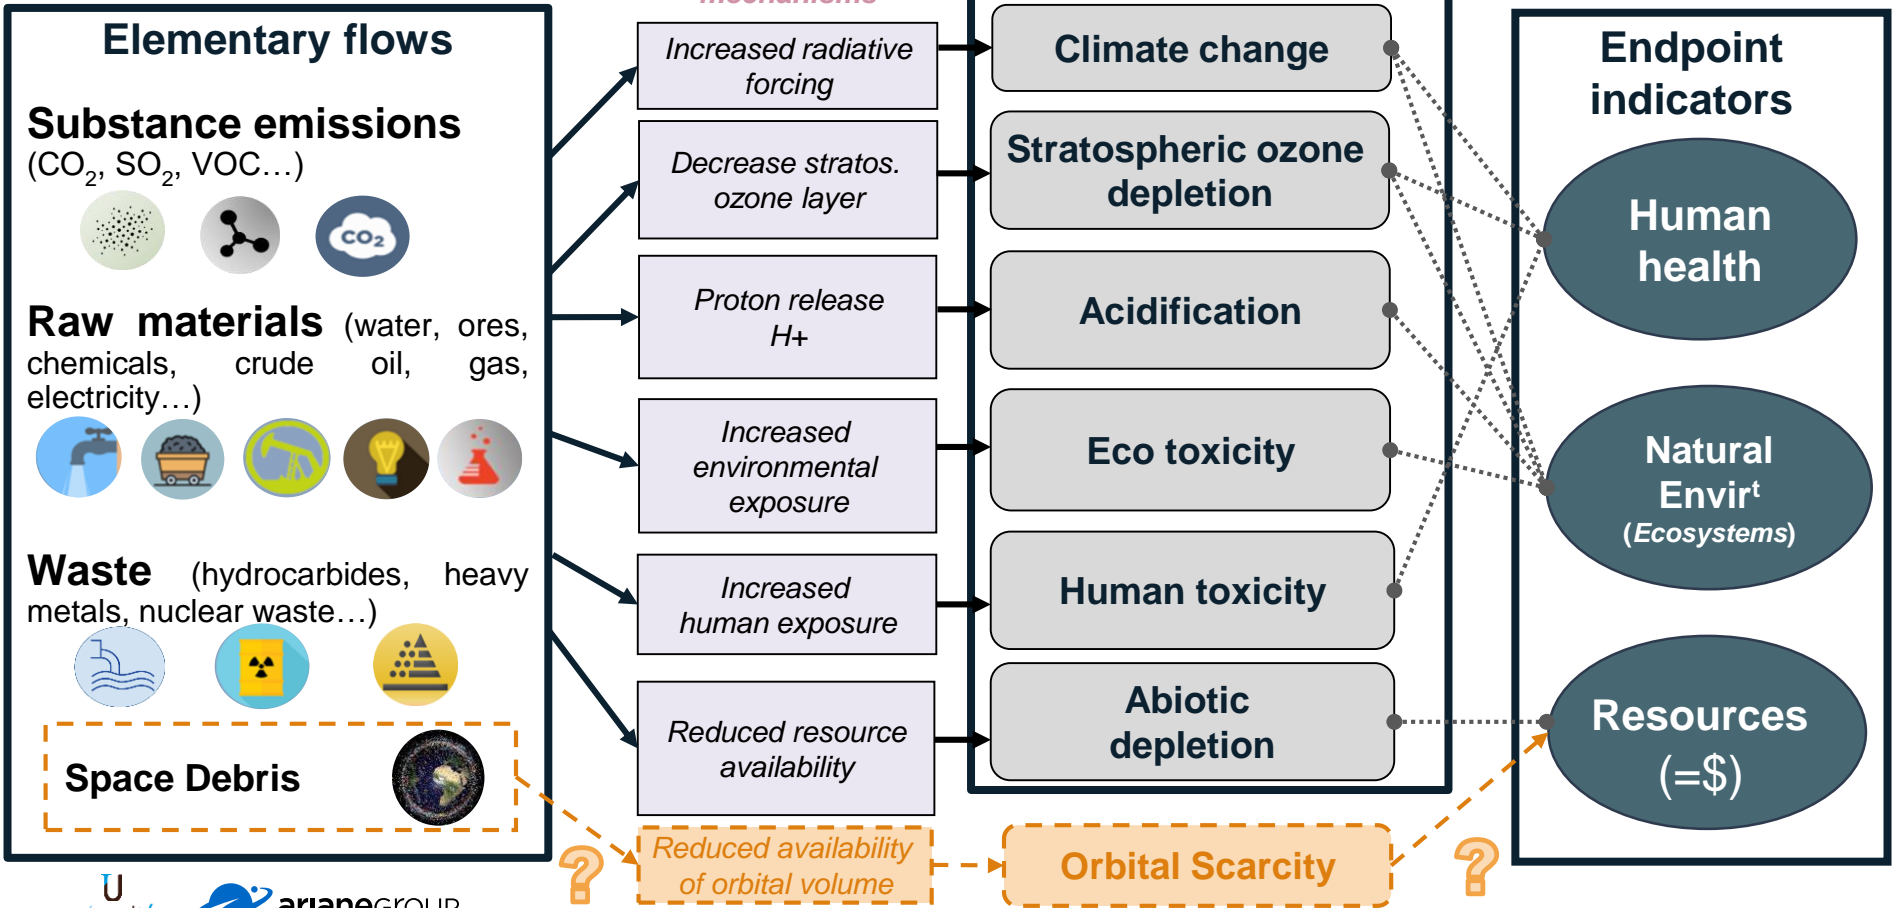 mechanisms
Elementary flows
Substance emissions
(CO2, SO2, VOC…)
CO2
Raw materials (water, ores,
chemicals, crude oil, gas,
electricity…)
Waste (hydrocarbides, heavy
metals, nuclear waste…)
Space Debris
Increased radiative
forcing
Decrease stratos.
ozone layer
Proton release
H+
Increased
environmental
exposure
Increased
human exposure
Reduced resource
availability
?
Reduced availability
of orbital volume
Climate change
Stratospheric ozone
depletion
Acidification
Eco toxicity
Human toxicity
Abiotic
depletion
Orbital Scarcity
?
Endpoint
indicators
Human
health
Natural
Envirᵗ
(Ecosystems)
Resources
(=$)
U
arianeGROUP